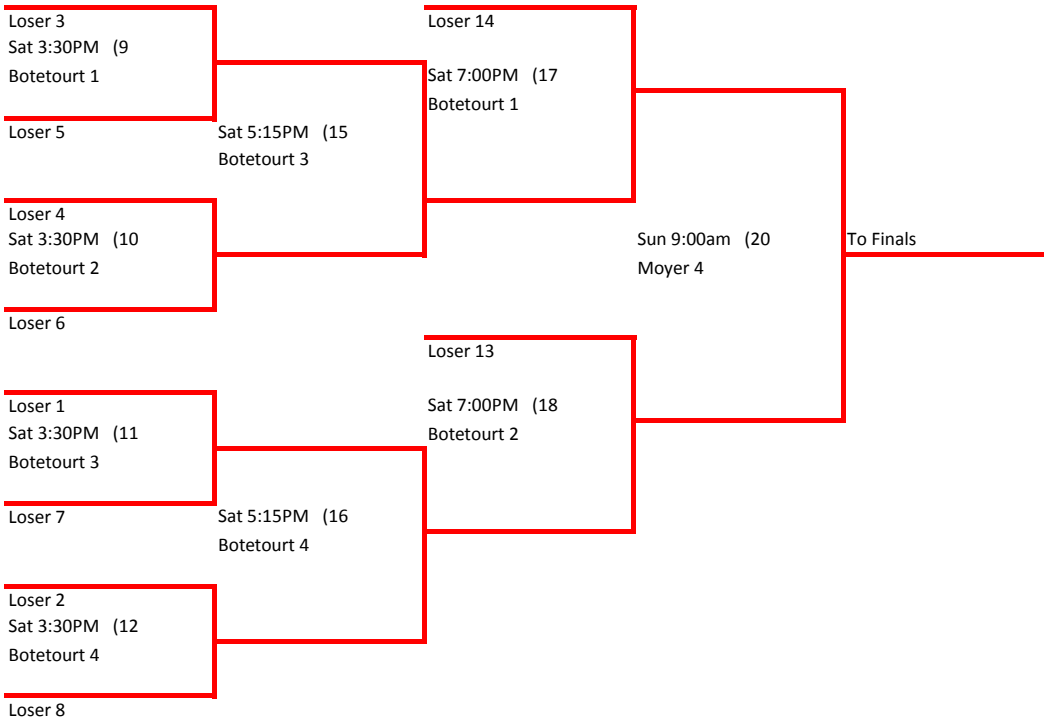 Loser 3
Sat 3:30PM (9
Botetourt 1
Loser 5
Loser 4
Sat 3:30PM (10
Botetourt 2
Loser 6
Loser 1
Sat 3:30PM (11
Botetourt 3
Loser 7
Loser 2
Sat 3:30PM (12
Botetourt 4
Loser 8
Sat 5:15PM (15
Botetourt 3
Sat 5:15PM (16
Botetourt 4
Loser 14
Sat 7:00PM (17
Botetourt 1
Loser 13
Sat 7:00PM (18
Botetourt 2
Sun 9:00am (20
Moyer 4
To Finals